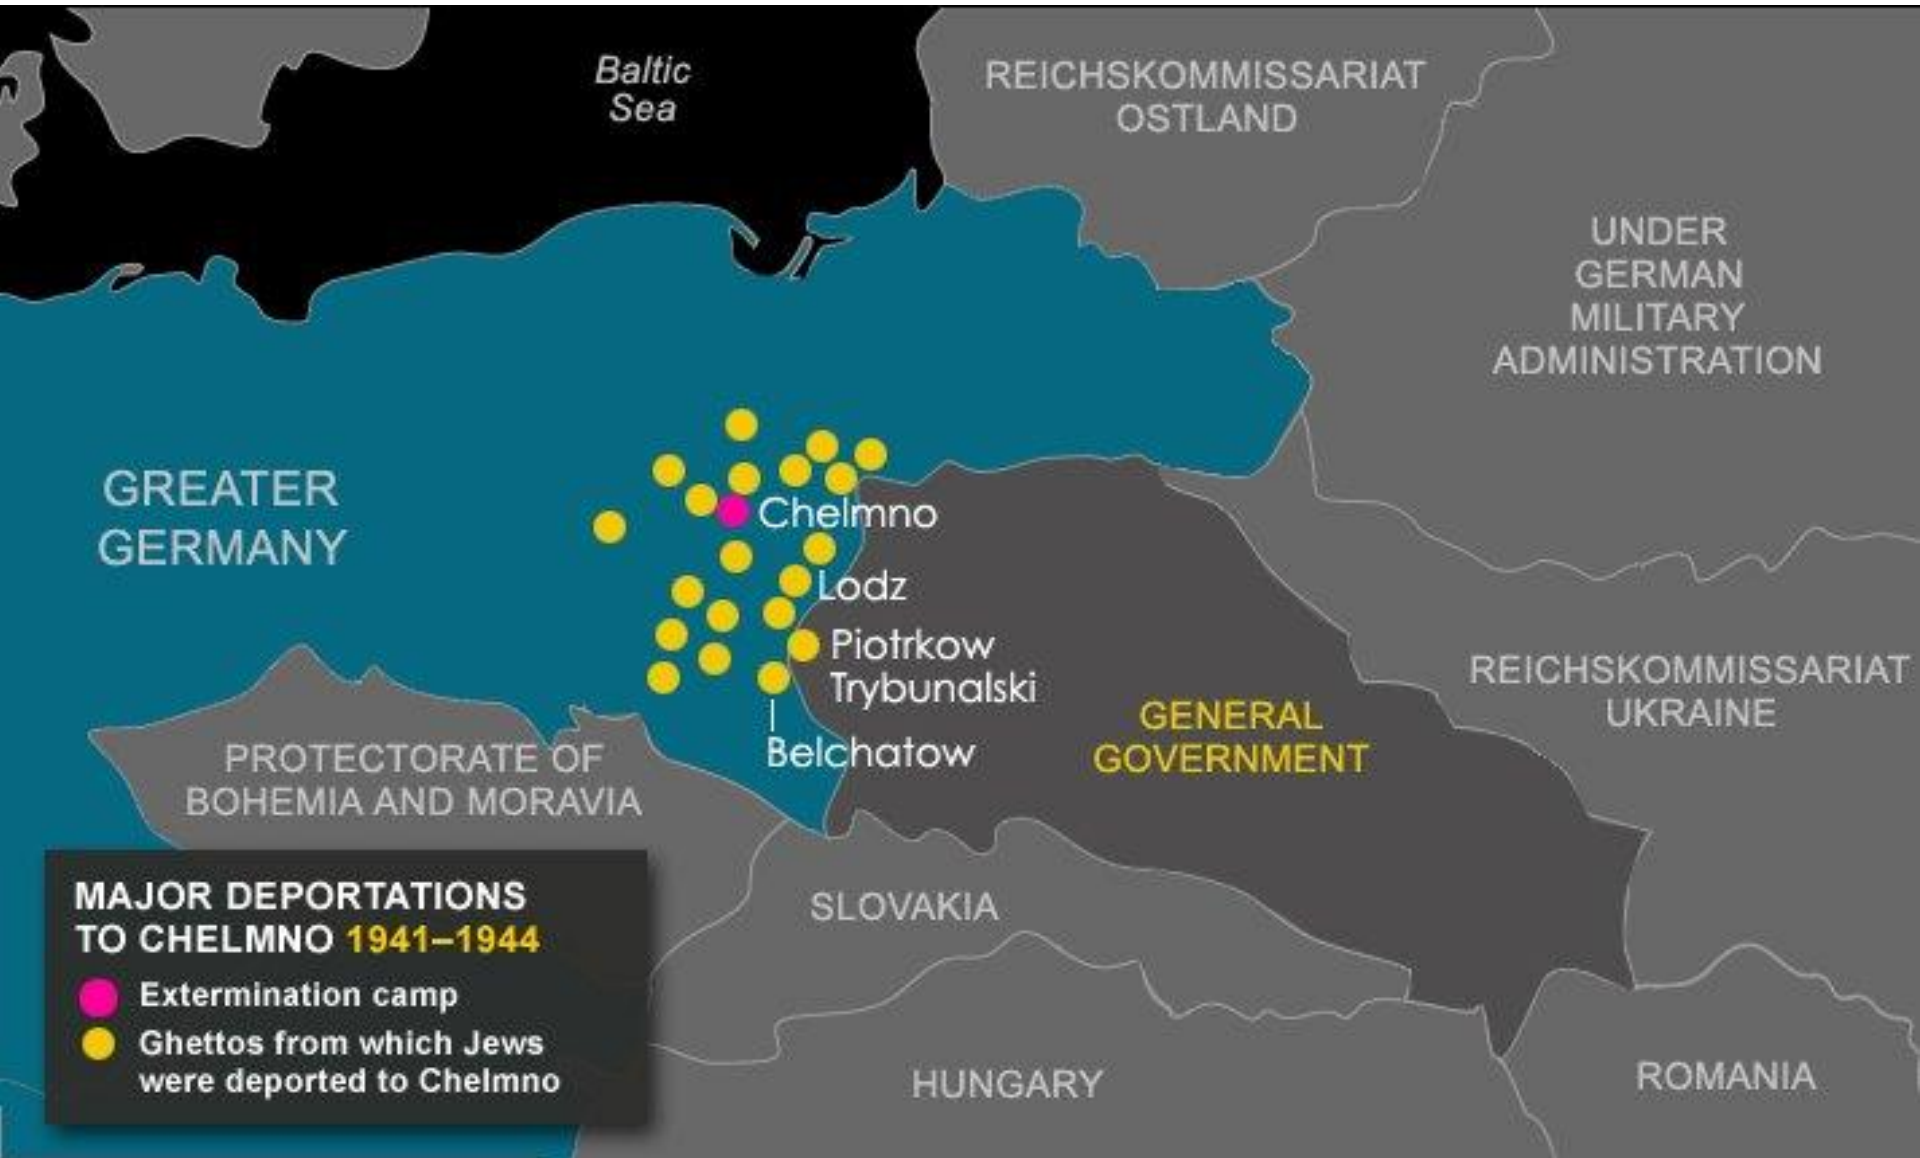 Baltic
Sea
REICHSKOMMISSARIAT
OSTLAND
UNDER
GERMAN
MILITARY
ADMINISTRATION
GREATER
GERMANY
Chelmno
Lodz
Piotrkow
Trybunalski
Belchatow
GENERAL
GOVERNMENT
REICHSKOMMISSARIAT
UKRAINE
PROTECTORATE OF
BOHEMIA AND MORAVIA
SLOVAKIA
HUNGARY
ROMANIA
MAJOR DEPORTATIONS
TO CHELMNO 1941–1944
Extermination camp
Ghettos from which Jews
were deported to Chelmno